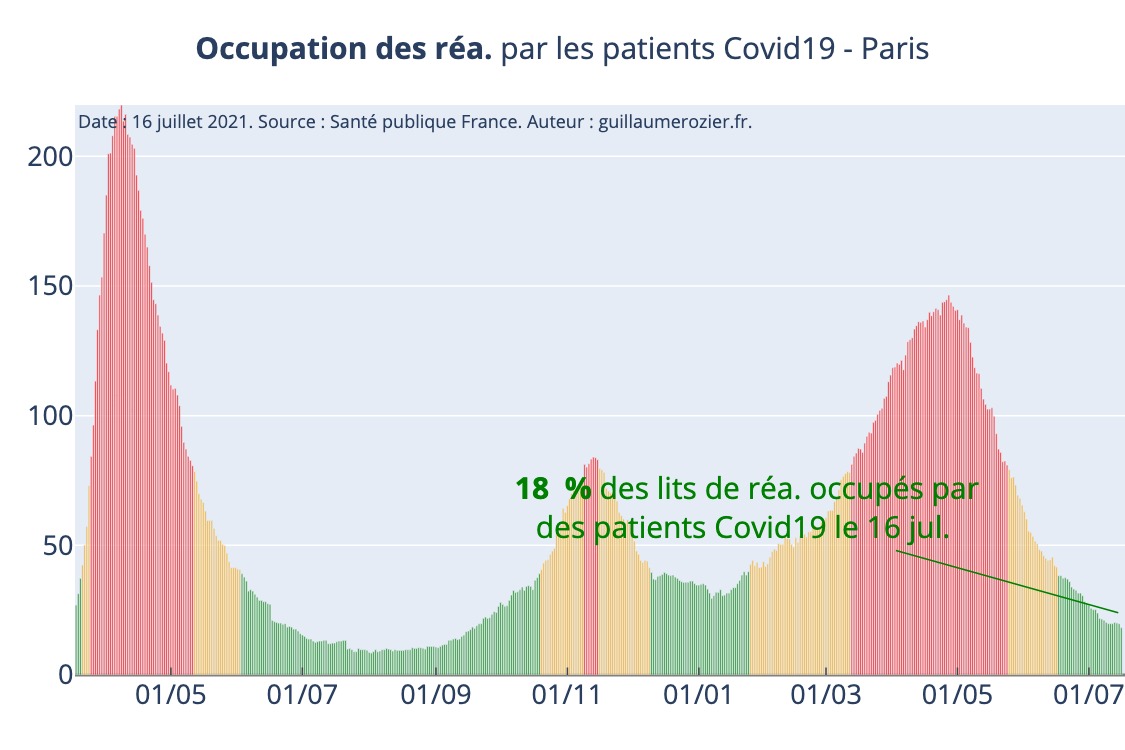 Occupation des réa. par les patients Covid19 - Paris
Date : 16 juillet 2021. Source : Santé publique France. Auteur : guillaumerozier.fr.
200
150
100
50
0
18 % des lits de réa. occupés par
des patients Covid19 le 16 jul.
01/05 01/07 01/09 01/11 01/01 01/03 01/05 01/07